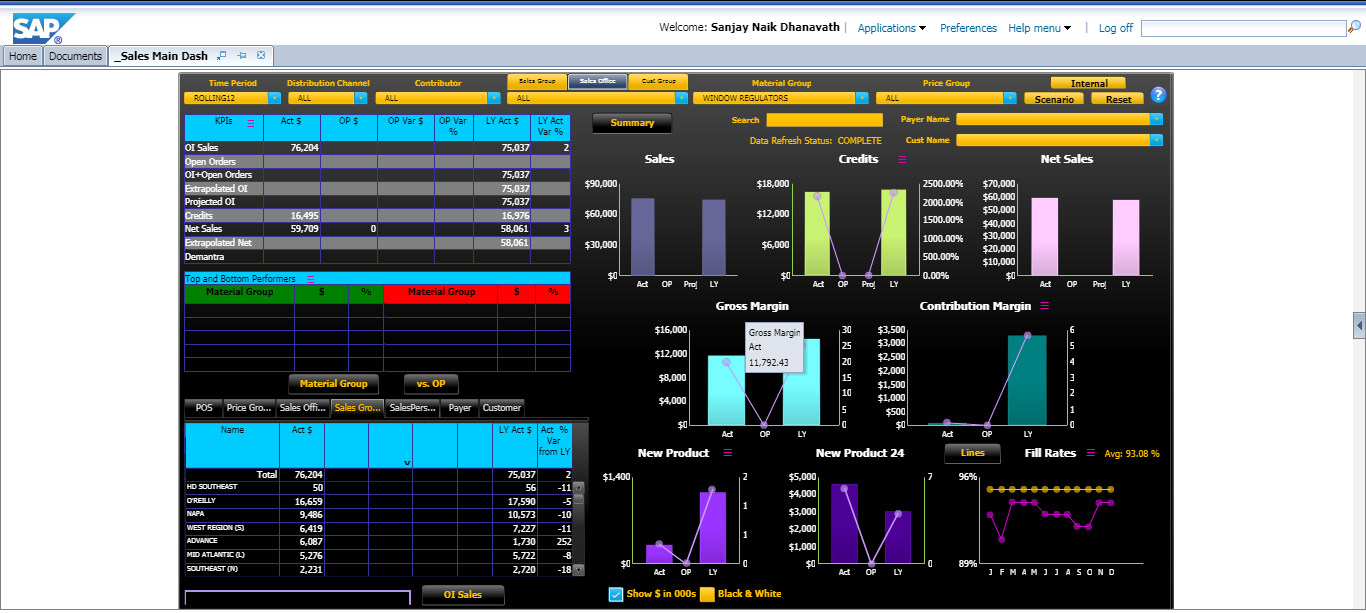 SAP ®
Welcome: Sanjay Naik Dhanavath | Applications Preferences Help menu | Log off
Home Documents _Sales Main Dash
Time Period Distribution Channel Contributor Sales Group Sales Office Cust Group Material Group Price Group Internal
ROLLING12 ALL ALL ALL WINDOW REGULATORS ALL Scenario Reset ?
Summary Search Payer Name
Data Refresh Status: COMPLETE Cust Name
KPIs Act $ OP $ OP Var $ OP Var % LY Act $ LY Act Var %
OI Sales 76,204 75,037 2
Open Orders
OI+Open Orders 75,037
Extrapolated OI 75,037
Projected OI 75,037
Credits 16,495 16,976
Net Sales 59,709 0 58,061 3
Extrapolated Net 58,061
Demantra
Top and Bottom Performers
Material Group $ % Material Group $ %
Material Group vs. OP
POS Price Gro... Sales Offi... Sales Gro... SalesPers... Payer Customer
Name Act $ LY Act $ Act % Var from LY
v
Total 76,204 75,037 2
HD SOUTHEAST 50 56 -11
O'REILLY 16,659 17,590 -5
NAPA 9,486 10,573 -10
WEST REGION (S) 6,419 7,227 -11
ADVANCE 6,087 1,730 252
MID ATLANTIC (L) 5,276 5,722 -8
SOUTHEAST (N) 2,231 2,720 -18
OI Sales
Sales
$90,000
$60,000
$30,000
$0
Act OP Proj LY
Credits
$18,000 2500.00%
2000.00%
$12,000 1500.00%
1000.00%
$6,000 500.00%
$0 0.00%
Act OP Proj LY
Net Sales
$70,000
$60,000
$50,000
$40,000
$30,000
$20,000
$10,000
$0
Act OP Proj LY
Gross Margin
$16,000 30
25
$12,000 20
$8,000 15
10
$4,000 5
$0 0
Act OP LY
Gross Margin
Act
11,792.43
Contribution Margin
$3,500 6
$3,000 5
$2,500 4
$2,000
$1,500 3
$1,000 2
$500 1
$0 0
Act OP LY
New Product
$1,400 2
1
1
$0 0
Act OP LY
New Product 24
$5,000 7
$4,000
$3,000
$2,000
$1,000
$0 0
Act OP LY
Lines Fill Rates Avg: 93.08 %
96%
89%
J F M A M J J A S O N D
Show $ in 000s Black & White